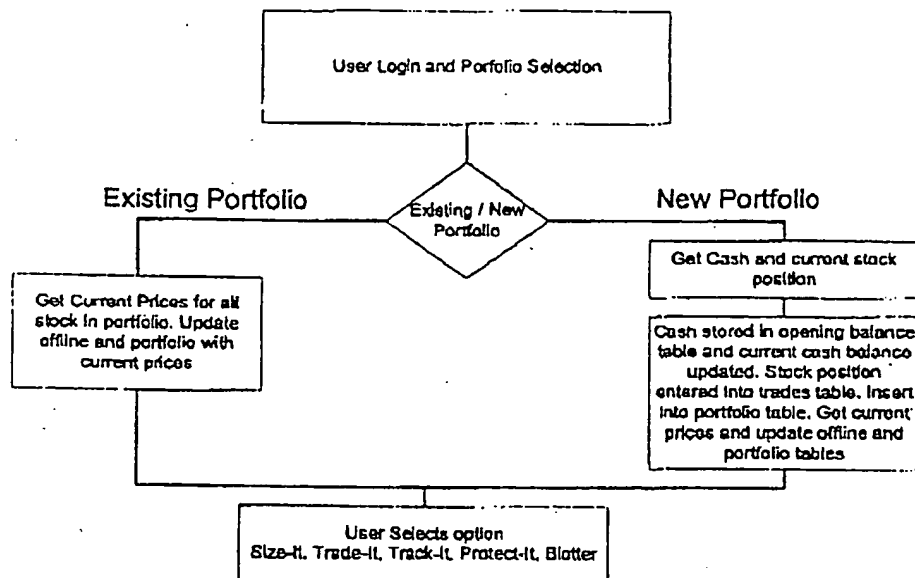 User Login and Porfolio Selection
Existing Portfolio
Existing / New
Portfolio
New Portfolio
Get Cash and current stock
position
Get Current Prices for all
stock in portfolio. Update
offline and portfolio with
current prices
Cash stored in opening balance
table and current cash balance
updated. Stock position
entered into trades table. Insert
into portfolio table. Get current
prices and update offline and
portfolio tables
User Selects option
Size-it, Trade-it, Track-it, Protect-it, Blotter